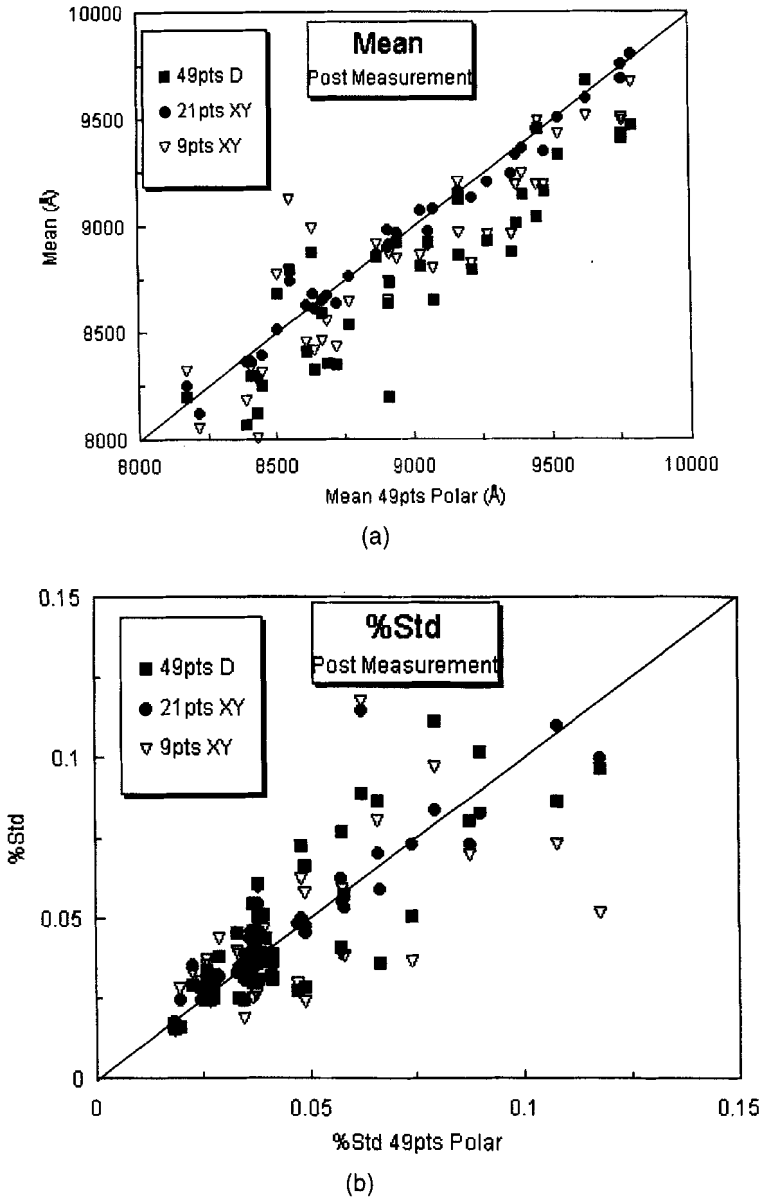 10000
Mean
Post Measurement
49pts D
21pts XY
9pts XY
9500
9000
8500
8000
Mean (Å)
8000 8500 9000 9500 10000
Mean 49pts Polar (Å)
(a)
0.15
%Std
Post Measurement
49pts D
21pts XY
9pts XY
0.1
0.05
0
%Std
0 0.05 0.1 0.15
%Std 49pts Polar
(b)